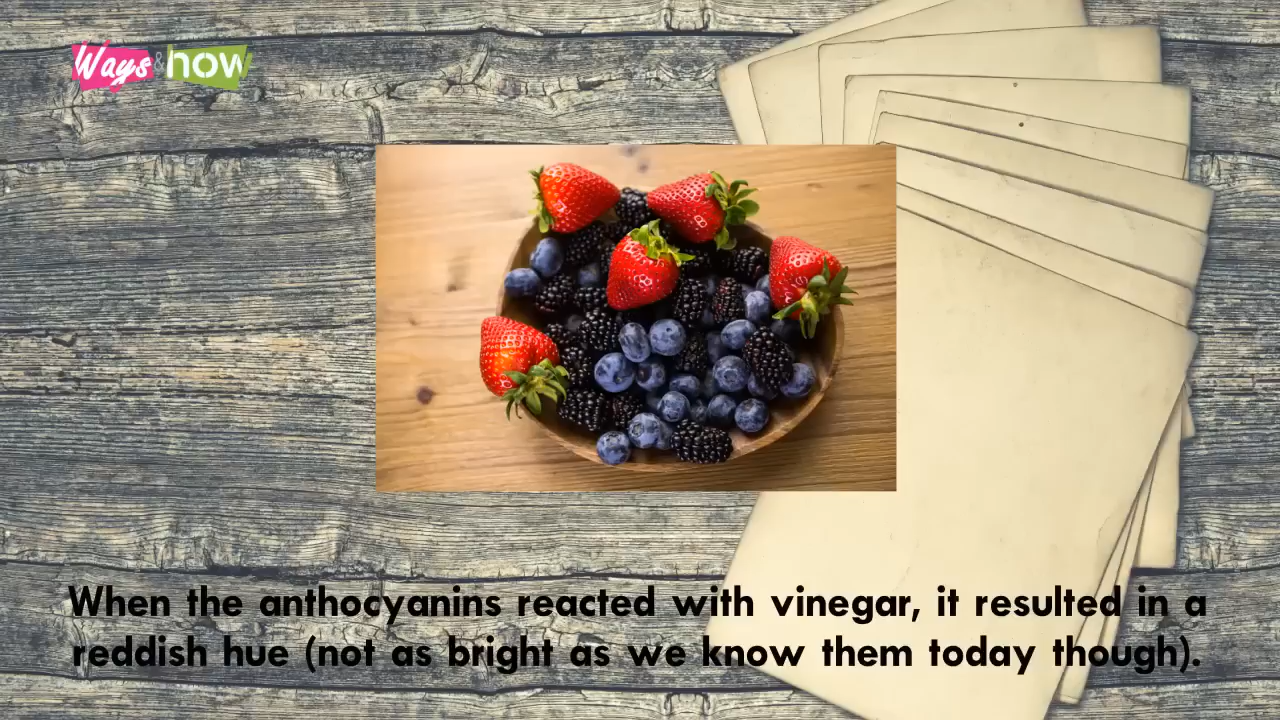 Ways & how
When the anthocyanins reacted with vinegar, it resulted in a
reddish hue (not as bright as we know them today though).